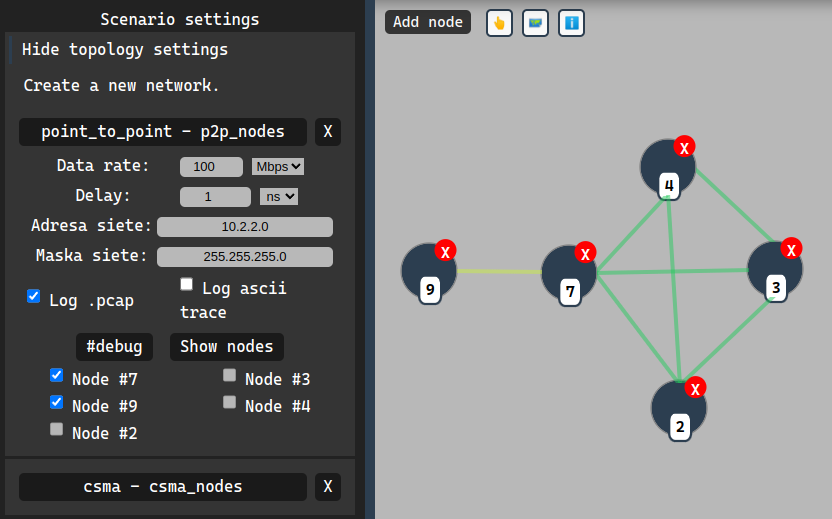 Scenario settings
Hide topology settings
Create a new network.
point_to_point - p2p_nodes X
Data rate: 100 Mbps
Delay: 1 ns
Adresa siete: 10.2.2.0
Maska siete: 255.255.255.0
Log .pcap
Log ascii
trace
#debug Show nodes
Node #7 Node #3
Node #9 Node #4
Node #2
csma - csma_nodes X
Add node
X
4
X
9
X
7
X
3
X
2